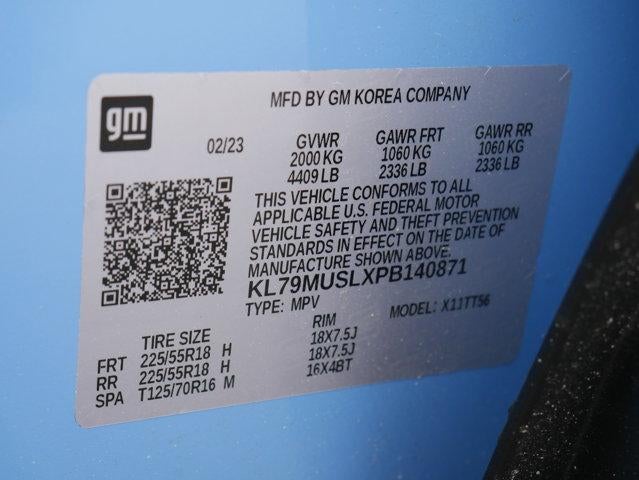 gm
MFD BY GM KOREA COMPANY
02/23 GVWR GAWR FRT GAWR RR
2000 KG 1060 KG 1060 KG
4409 LB 2336 LB 2336 LB
THIS VEHICLE CONFORMS TO ALL
APPLICABLE U.S. FEDERAL MOTOR
VEHICLE SAFETY AND THEFT PREVENTION
STANDARDS IN EFFECT ON THE DATE OF
MANUFACTURE SHOWN ABOVE.
KL79MUSLXPB140871
TYPE: MPV MODEL: X11TT56
TIRE SIZE RIM
FRT 225/55R18 H 18X7.5J
RR 225/55R18 H 18X7.5J
SPA T125/70R16 M 16X4BT